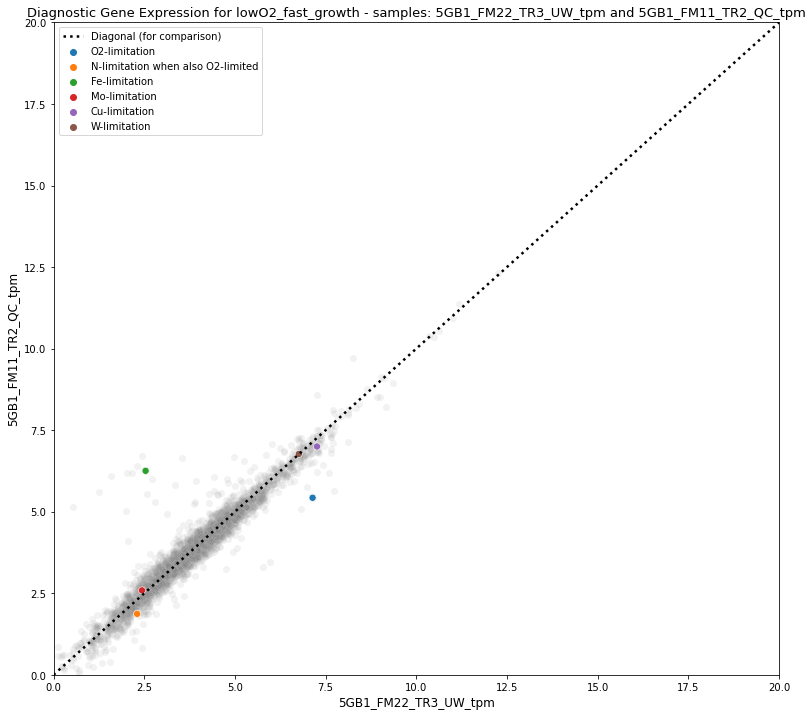 Diagnostic Gene Expression for lowO2_fast_growth - samples: 5GB1_FM22_TR3_UW_tpm and 5GB1_FM11_TR2_QC_tpm
20.0
17.5
15.0
12.5
10.0
7.5
5.0
2.5
0.0
5GB1_FM11_TR2_QC_tpm
Diagonal (for comparison)
O2-limitation
N-limitation when also O2-limited
Fe-limitation
Mo-limitation
Cu-limitation
W-limitation
0.0 2.5 5.0 7.5 10.0 12.5 15.0 17.5 20.0
5GB1_FM22_TR3_UW_tpm